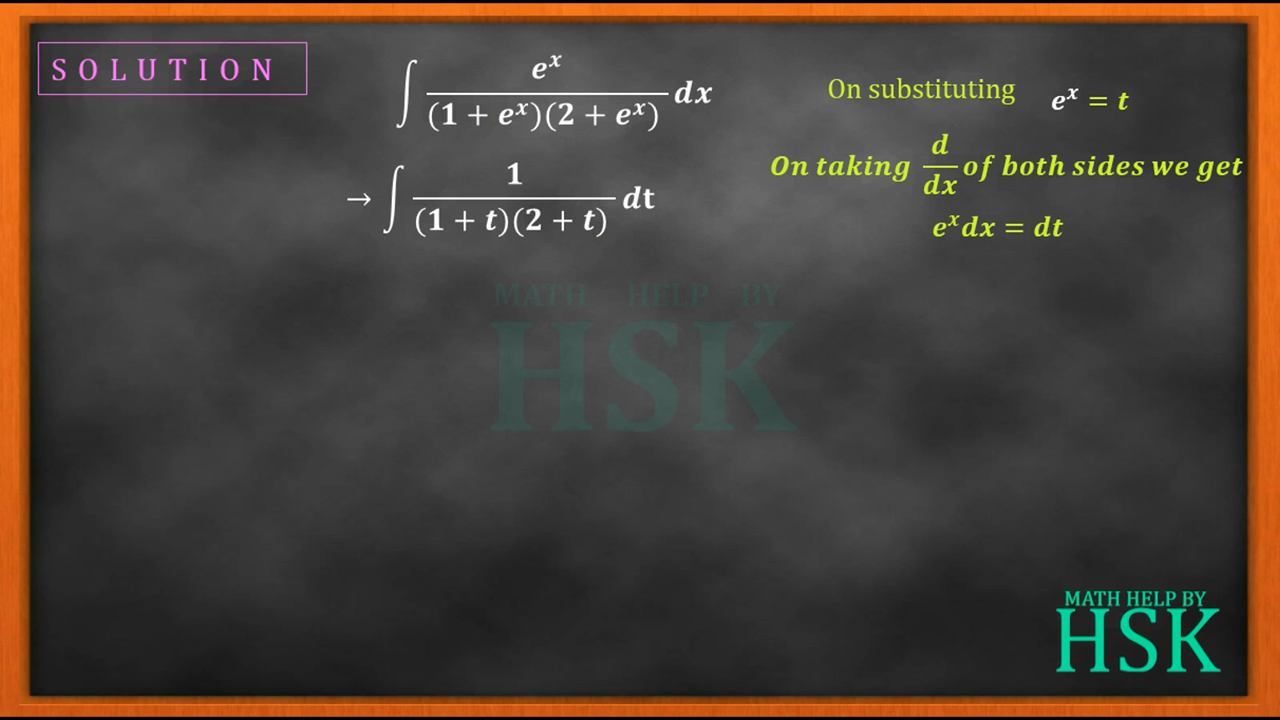 SOLUTION
∫ eˣ / (1 + eˣ)(2 + eˣ) dx
On substituting eˣ = t
On taking d/dx of both sides we get
→ ∫ 1 / (1 + t)(2 + t) dt
eˣdx = dt
MATH HELP BY
HSK
MATH HELP BY
HSK